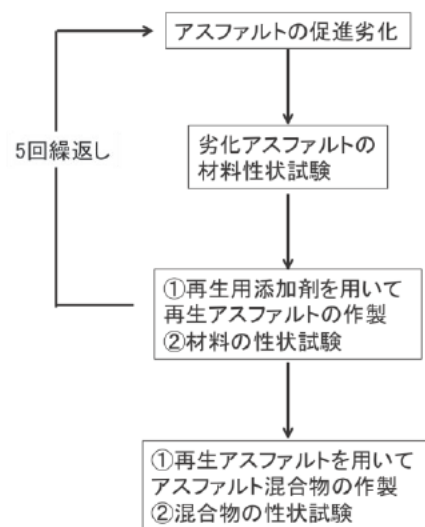 アスファルトの促進劣化
5回繰返し
劣化アスファルトの
材料性状試験
①再生用添加剤を用いて
再生アスファルトの作製
②材料の性状試験
①再生アスファルトを用いて
アスファルト混合物の作製
②混合物の性状試験